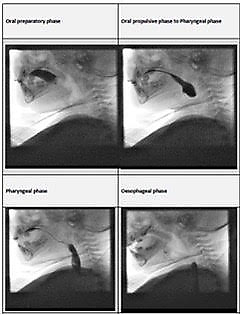 Oral preparatory phase
Oral propulsive phase to Pharyngeal phase
Pharyngeal phase
Oesophageal phase